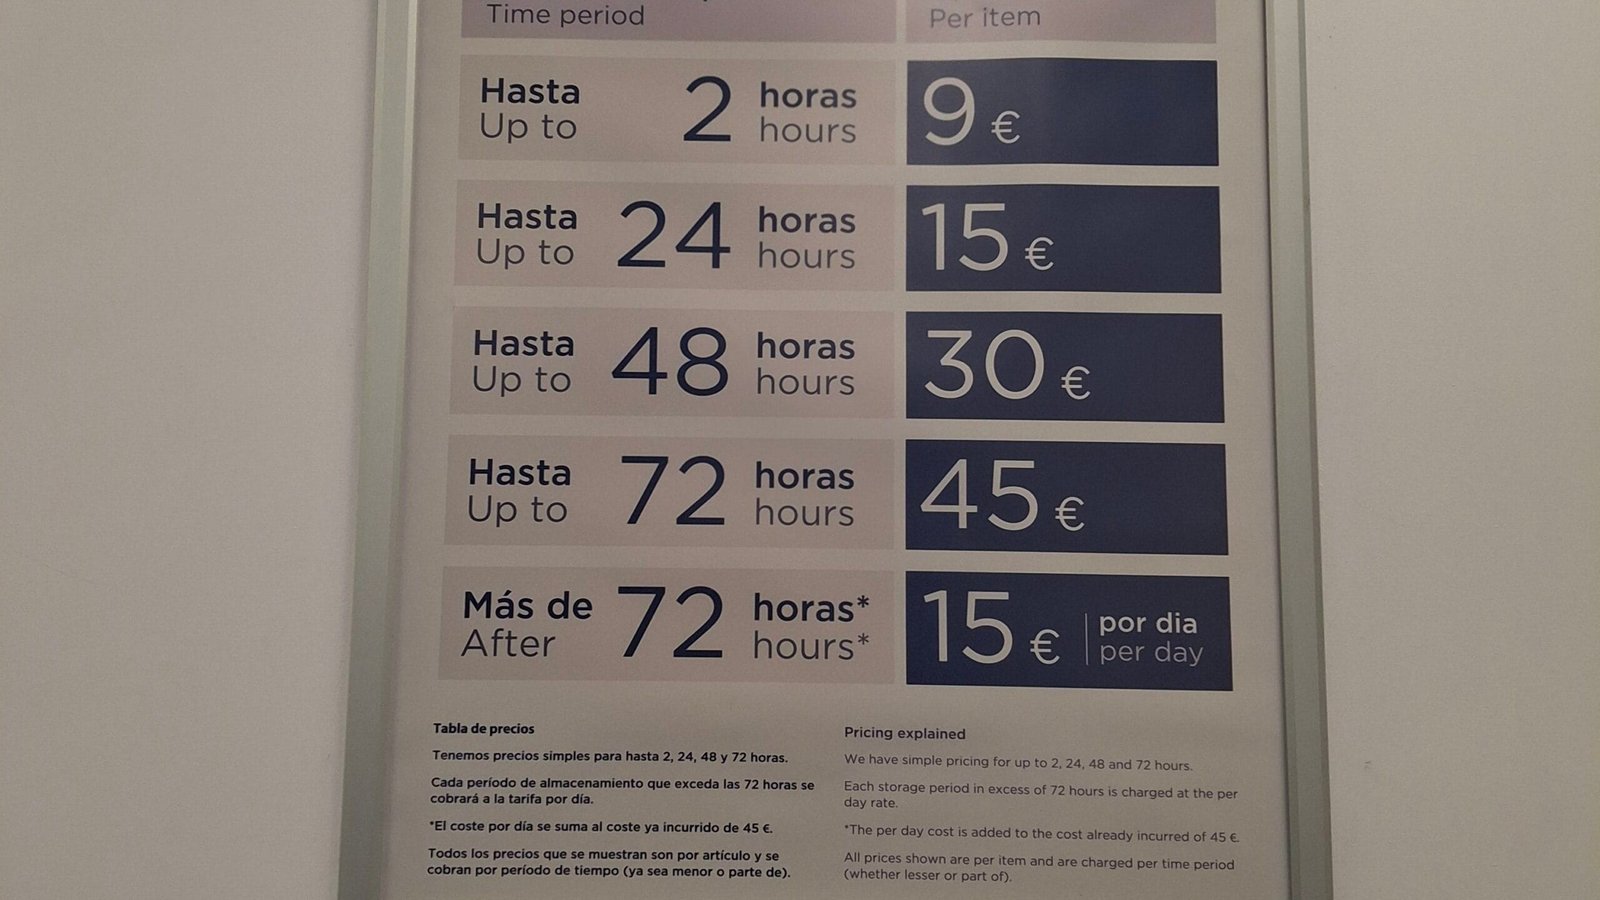 Time period
Per item
Hasta 2 horas
Up to hours
9 €
Hasta 24 horas
Up to hours
15 €
Hasta 48 horas
Up to hours
30 €
Hasta 72 horas
Up to hours
45 €
Más de 72 horas*
After hours*
15 € por dia
per day
Tabla de precios
Tenemos precios simples para hasta 2, 24, 48 y 72 horas.
Cada período de almacenamiento que exceda las 72 horas se
cobrará a la tarifa por día.
*El coste por día se suma al coste ya incurrido de 45 €.
Todos los precios que se muestran son por artículo y se
cobran por período de tiempo (ya sea menor o parte de).
Pricing explained
We have simple pricing for up to 2, 24, 48 and 72 hours.
Each storage period in excess of 72 hours is charged at the per
day rate.
*The per day cost is added to the cost already incurred of 45 €.
All prices shown are per item and are charged per time period
(whether lesser or part of).